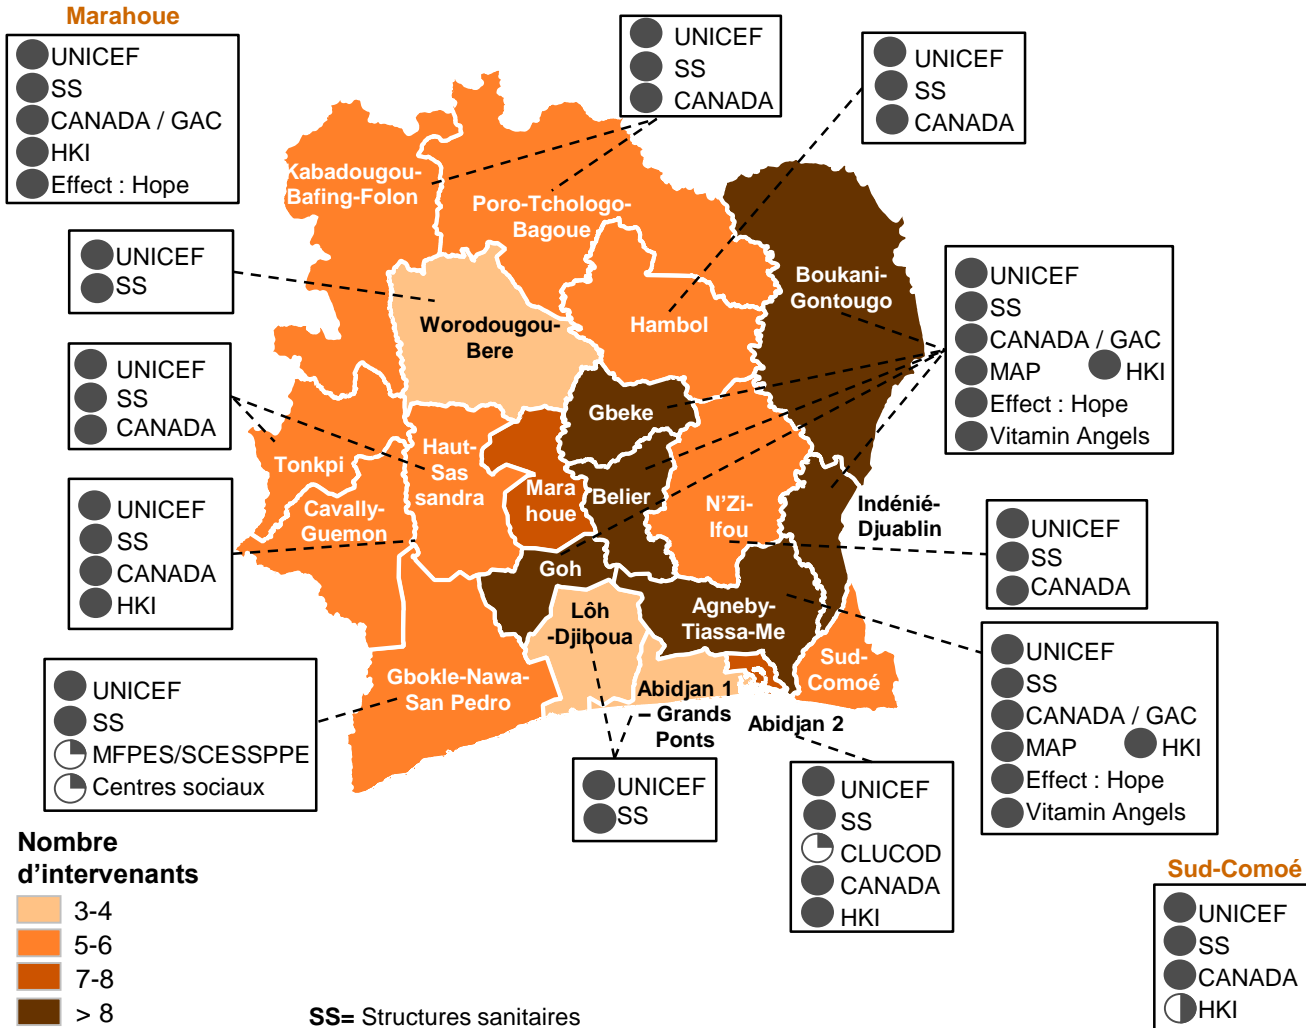 Marahoue
UNICEF
SS
CANADA / GAC
HKI
Effect : Hope
UNICEF
SS
CANADA
UNICEF
SS
CANADA
Kabadougou-
Bafing-Folon
Poro-Tchologo-
Bagoue
UNICEF
SS
Worodougou-
Bere
Hambol
Boukani-
Gontougo
UNICEF
SS
CANADA / GAC
MAP
HKI
Effect : Hope
Vitamin Angels
UNICEF
SS
CANADA
Gbeke
Tonkpi
Haut-
Sas
sandra
Mara
houe
Belier
N'Zi-
Ifou
Indénié-
Djuablin
Cavally-
Guemon
UNICEF
SS
CANADA
HKI
UNICEF
SS
CANADA
Goh
Lôh
-Djiboua
Agneby-
Tiassa-Me
Sud-
Comoé
Gbokle-Nawa-
San Pedro
Abidjan 1
– Grands
Ponts
Abidjan 2
UNICEF
SS
CANADA / GAC
MAP
HKI
Effect : Hope
Vitamin Angels
UNICEF
SS
MFPES/SCESSPPE
Centres sociaux
UNICEF
SS
UNICEF
SS
CLUCOD
CANADA
HKI
Nombre
d'intervenants
3-4
5-6
7-8
> 8
SS= Structures sanitaires
Sud-Comoé
UNICEF
SS
CANADA
HKI